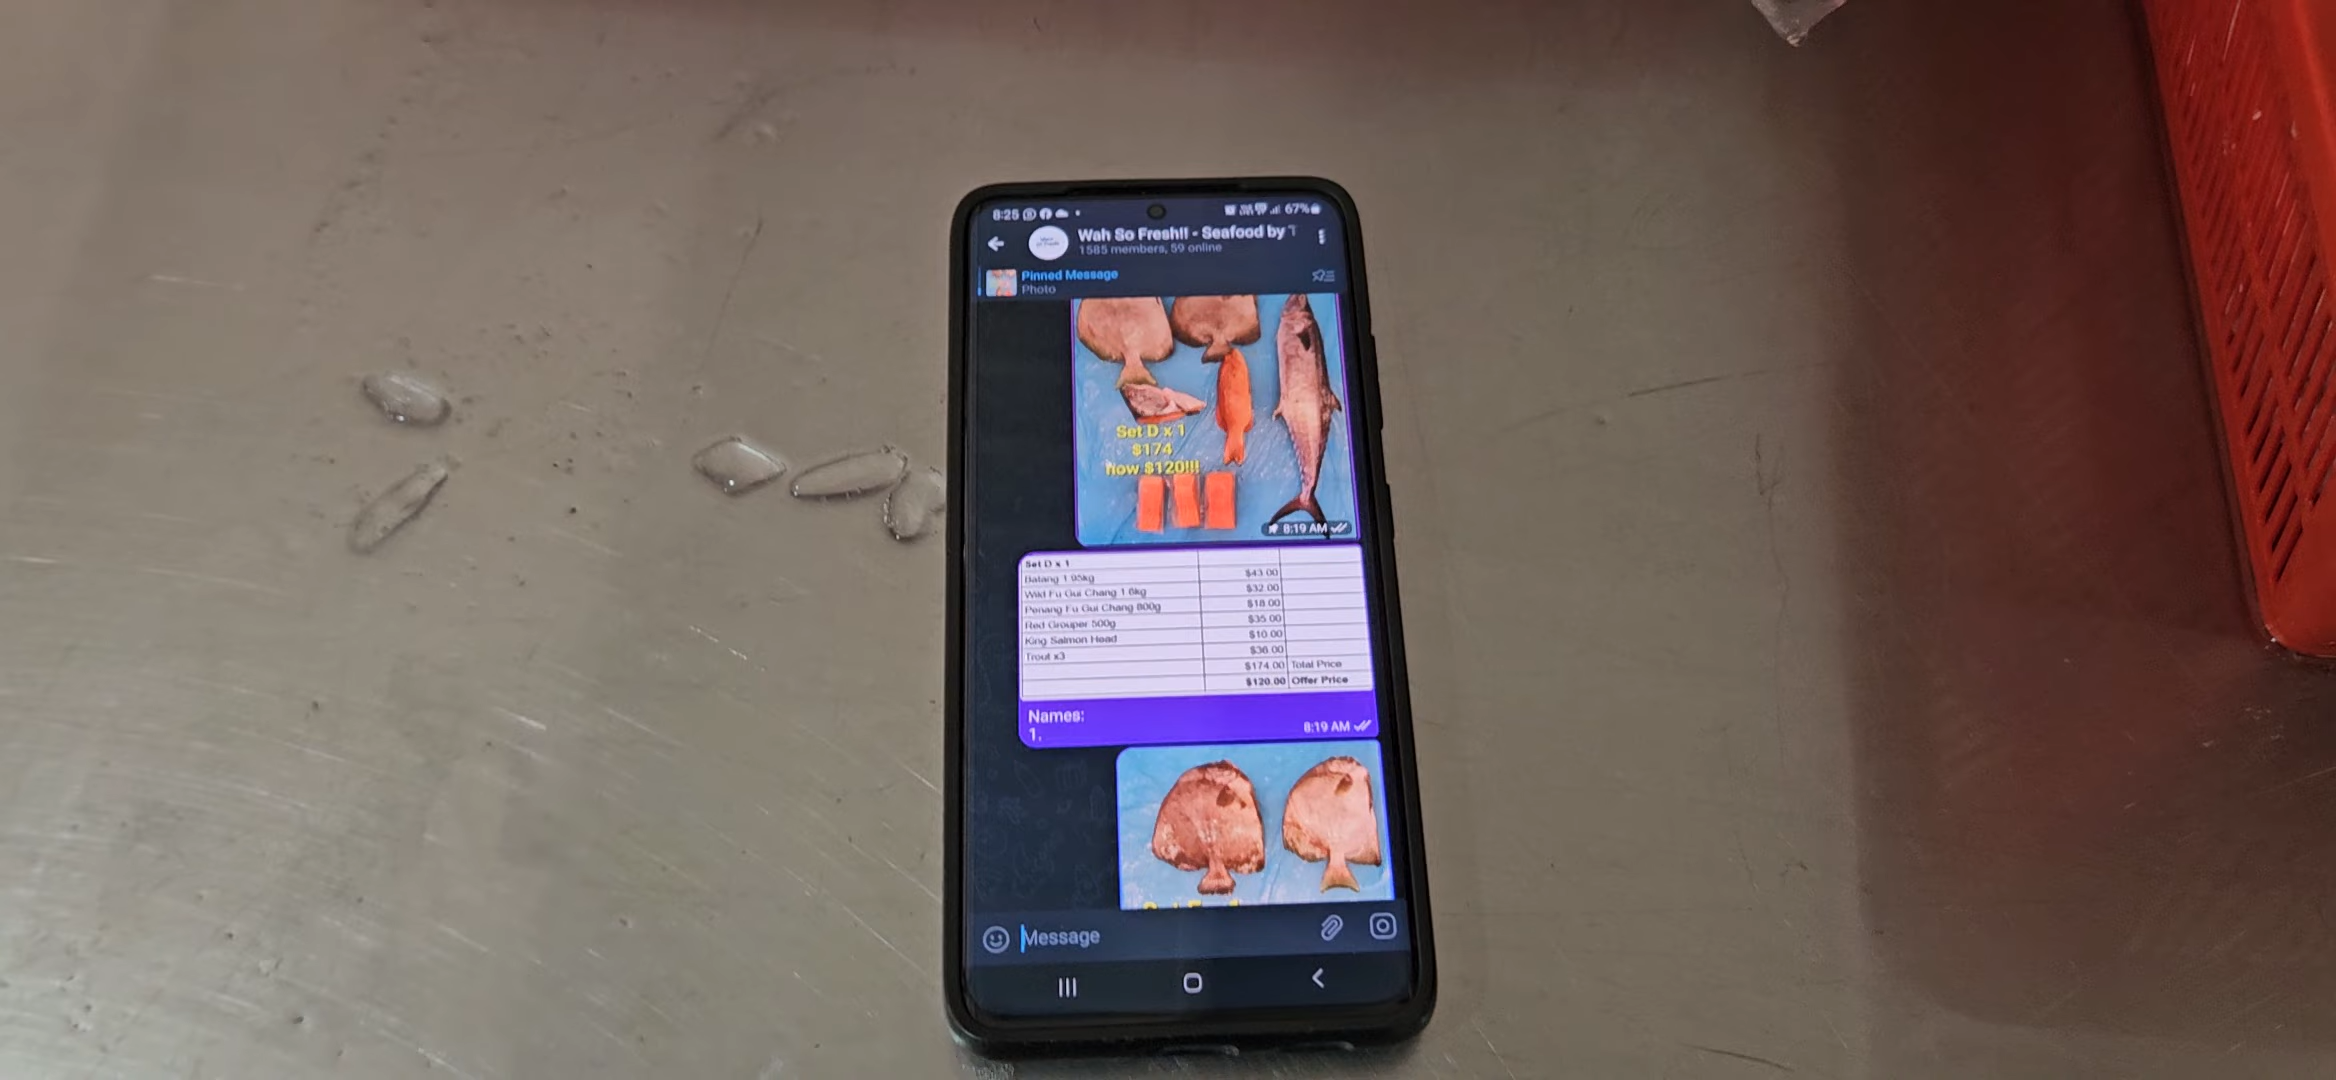 8:25
67%
Wah So Fresh!! - Seafood by T
1585 members, 59 online
Pinned Message
Photo
Set D x 1
$174
now $120!!!
8:19 AM
Set D x 1
Batang 1.95kg $43.00
Wild Fu Gui Chang 1.6kg $32.00
Penang Fu Gui Chang 800g $18.00
Red Grouper 500g $35.00
King Salmon Head $10.00
Trout x3 $36.00
$174.00 Total Price
$120.00 Offer Price
Names:
1.
8:19 AM
Message